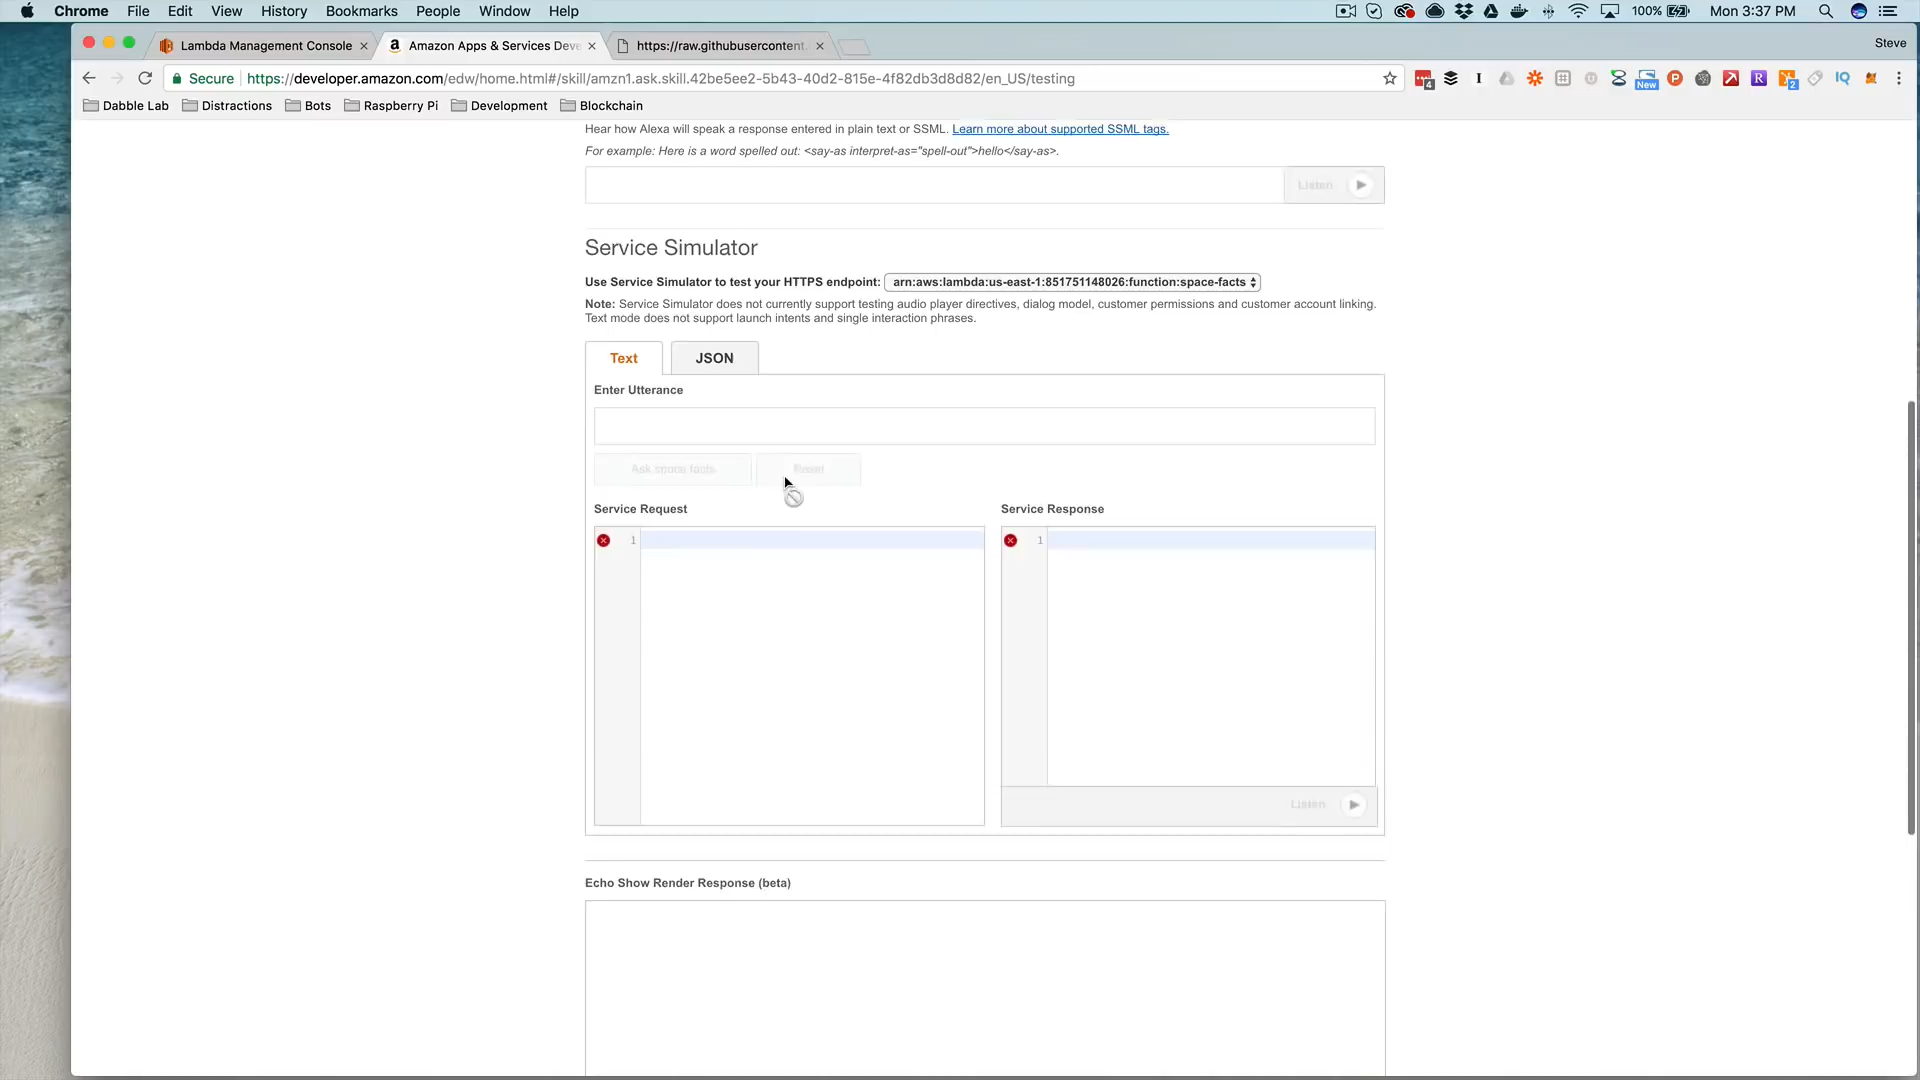 Chrome File Edit View History Bookmarks People Window Help 100% Mon 3:37 PM
Lambda Management Console Amazon Apps & Services Deve https://raw.githubusercontent. Steve
Secure https://developer.amazon.com/edw/home.html#/skill/amzn1.ask.skill.42be5ee2-5b43-40d2-815e-4f82db3d8d82/en_US/testing
4 New 2 IQ
Dabble Lab Distractions Bots Raspberry Pi Development Blockchain
Hear how Alexa will speak a response entered in plain text or SSML. Learn more about supported SSML tags.
For example: Here is a word spelled out: <say-as interpret-as="spell-out">hello</say-as>.
Listen
Service Simulator
Use Service Simulator to test your HTTPS endpoint: arn:aws:lambda:us-east-1:851751148026:function:space-facts
Note: Service Simulator does not currently support testing audio player directives, dialog model, customer permissions and customer account linking.
Text mode does not support launch intents and single interaction phrases.
Text JSON
Enter Utterance
Ask space facts Reset
Service Request Service Response
1 1
Listen
Echo Show Render Response (beta)